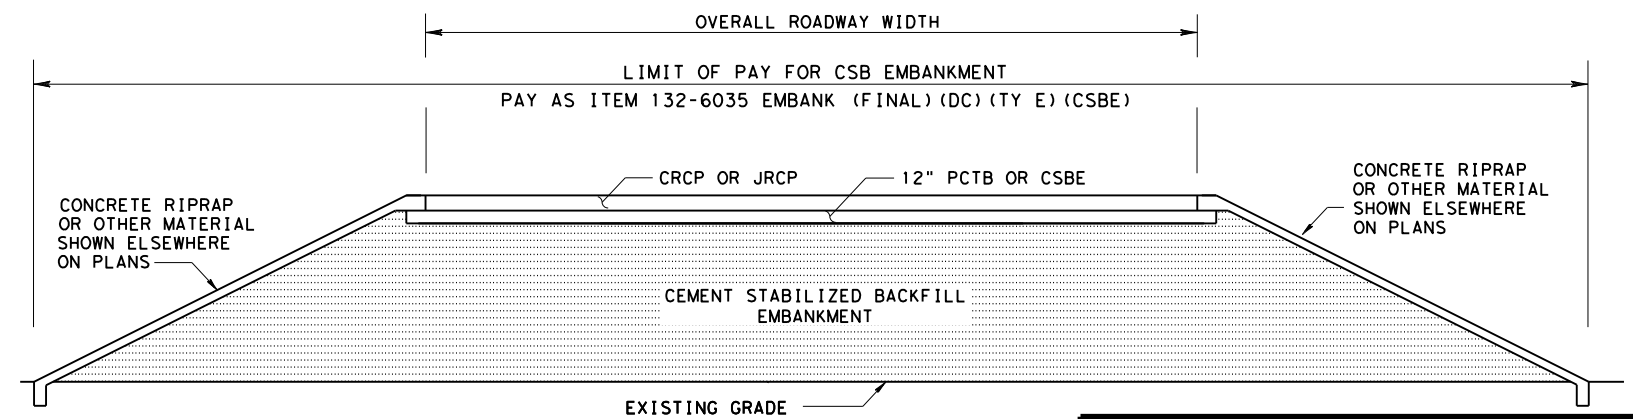 OVERALL ROADWAY WIDTH
LIMIT OF PAY FOR CSB EMBANKMENT
PAY AS ITEM 132-6035 EMBANK (FINAL)(DC)(TY E)(CSBE)
CRCP OR JRCP
12" PCTB OR CSBE
CONCRETE RIPRAP
OR OTHER MATERIAL
SHOWN ELSEWHERE
ON PLANS
CONCRETE RIPRAP
OR OTHER MATERIAL
SHOWN ELSEWHERE
ON PLANS
CEMENT STABILIZED BACKFILL
EMBANKMENT
EXISTING GRADE